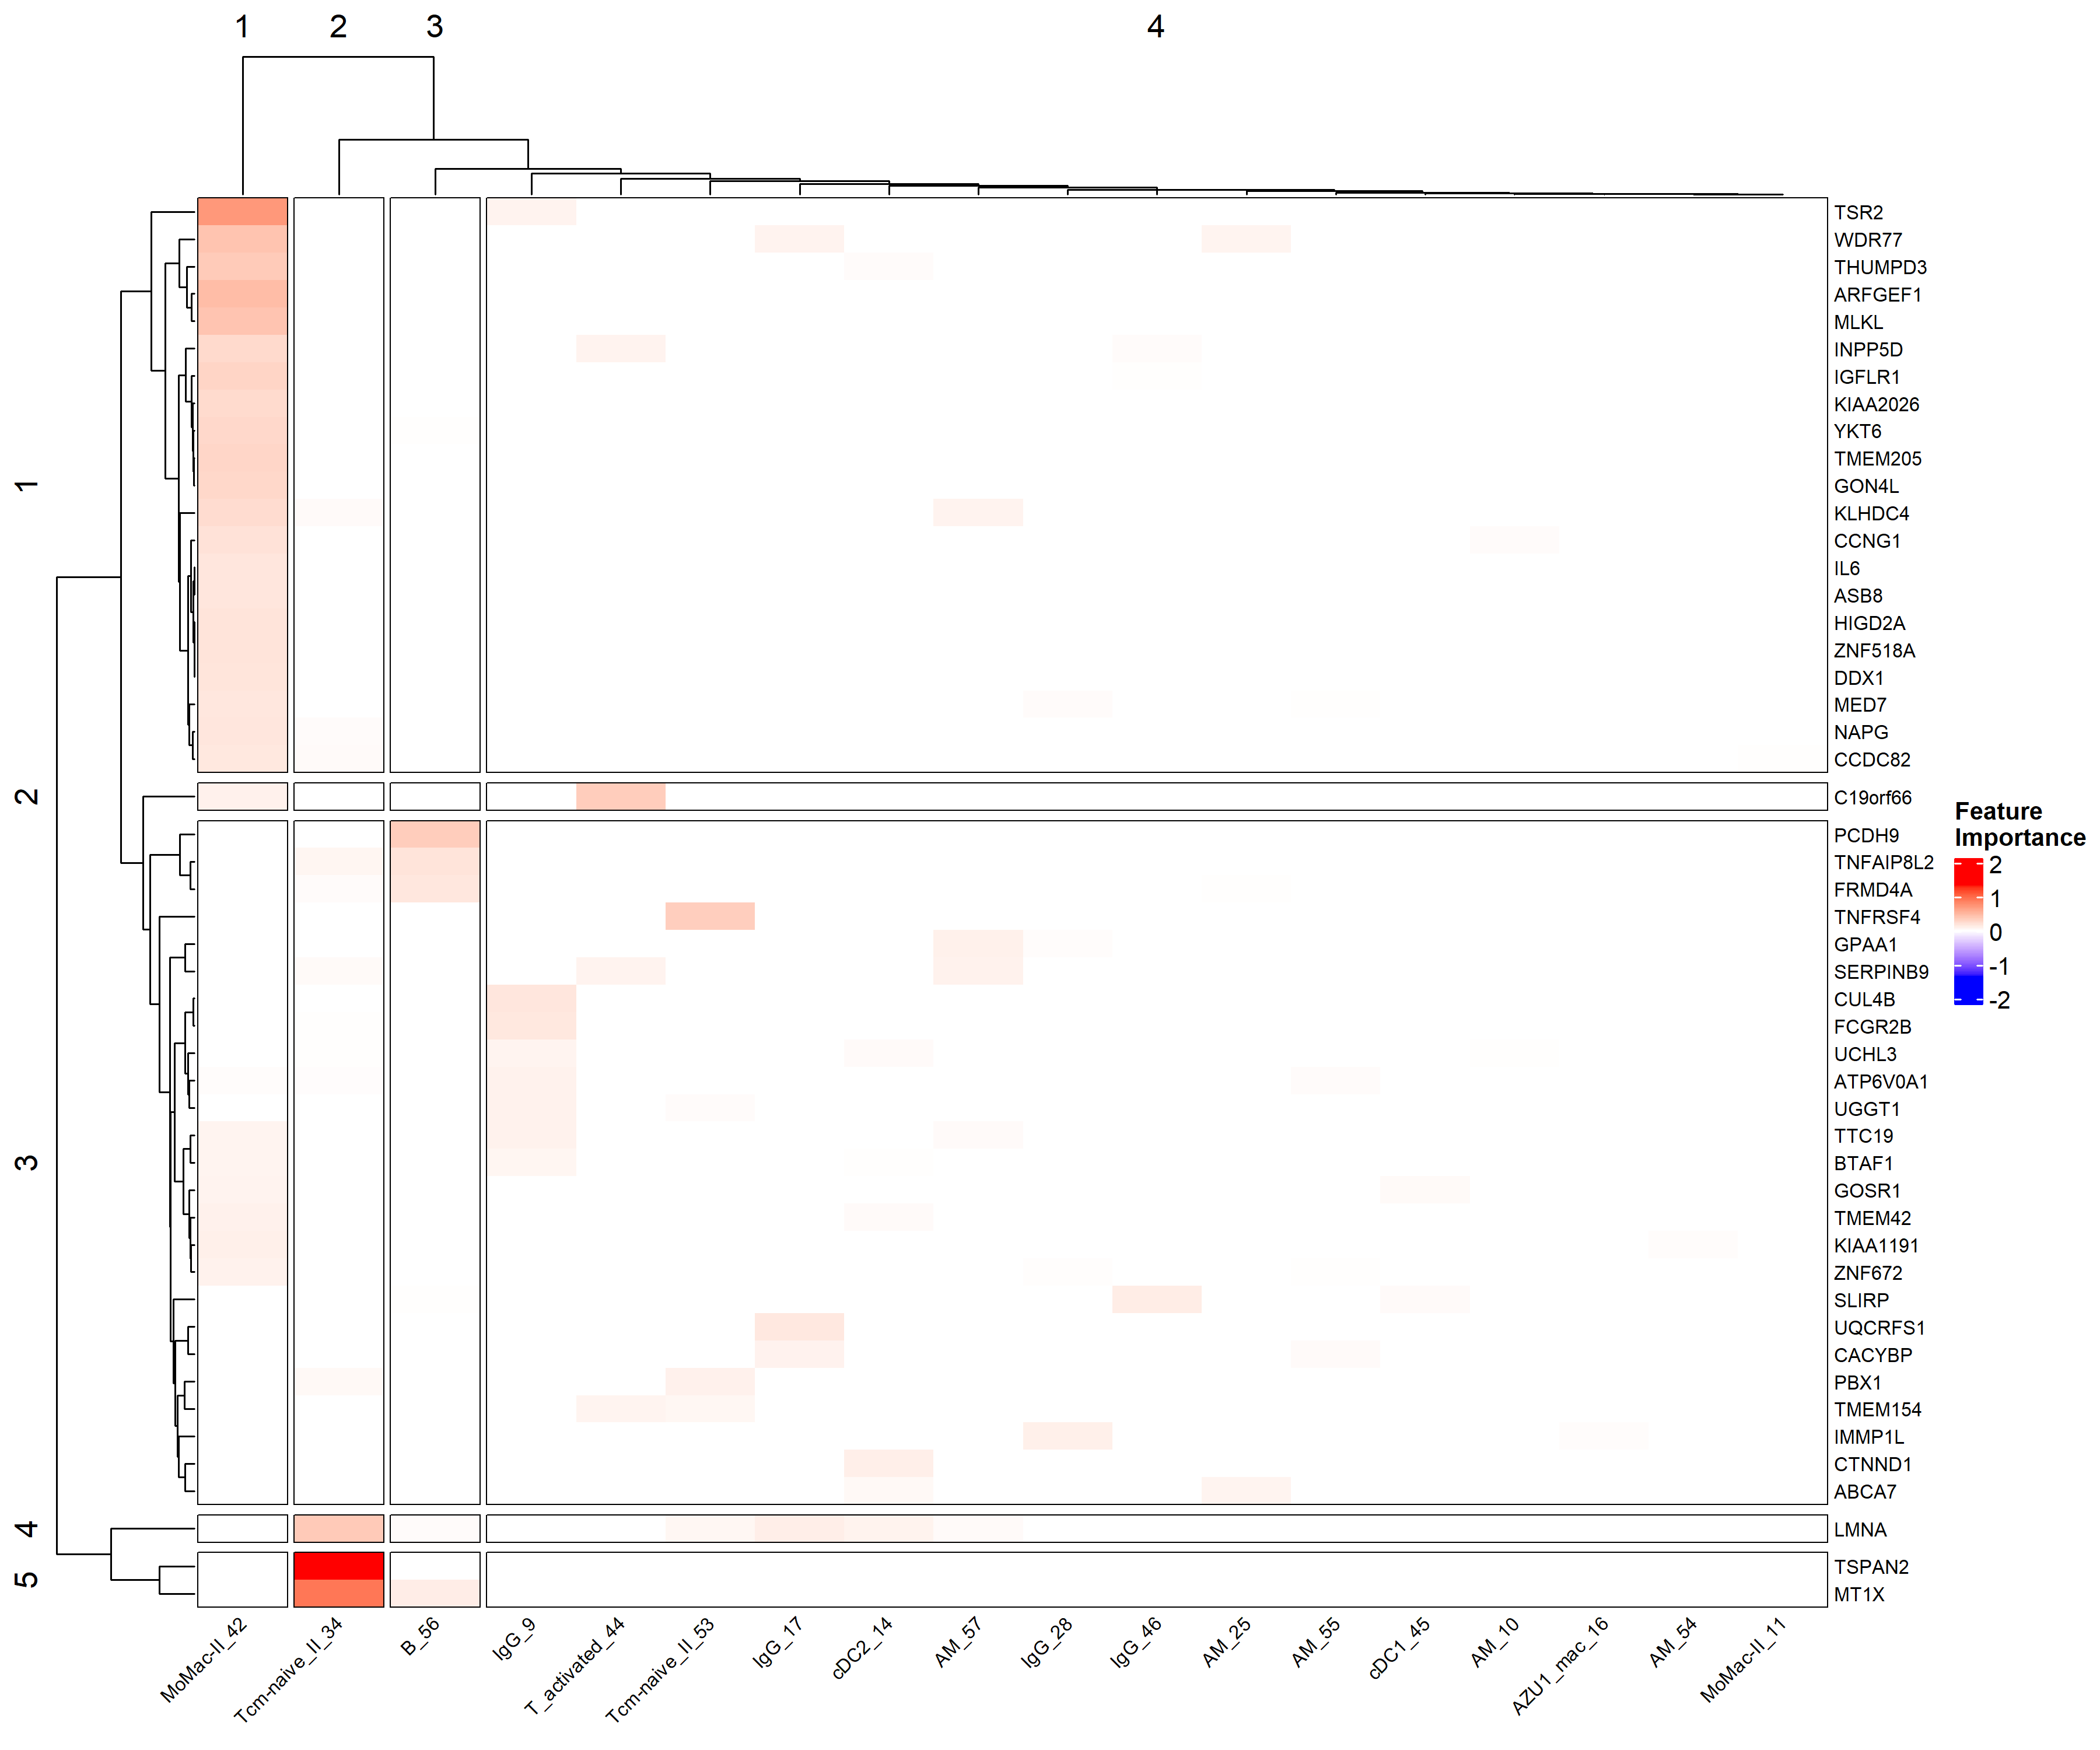 1 2 3 4
TSR2
WDR77
THUMPD3
ARFGEF1
MLKL
INPP5D
IGFLR1
KIAA2026
YKT6
TMEM205
GON4L
KLHDC4
CCNG1
IL6
ASB8
HIGD2A
ZNF518A
DDX1
MED7
NAPG
CCDC82
1
C19orf66
2
PCDH9
TNFAIP8L2
FRMD4A
TNFRSF4
GPAA1
SERPINB9
CUL4B
FCGR2B
UCHL3
ATP6V0A1
UGGT1
TTC19
BTAF1
GOSR1
TMEM42
KIAA1191
ZNF672
SLIRP
UQCRFS1
CACYBP
PBX1
TMEM154
IMMP1L
CTNND1
ABCA7
3
LMNA
4
TSPAN2
MT1X
5
MoMac-II_42
Tcm-naive_II_34
B_56
IgG_9
T_activated_44
Tcm-naive_II_53
IgG_17
cDC2_14
AM_57
IgG_28
IgG_46
AM_25
AM_55
cDC1_45
AM_10
AZU1_mac_16
AM_54
MoMac-II_11
Feature
Importance
2
1
0
-1
-2